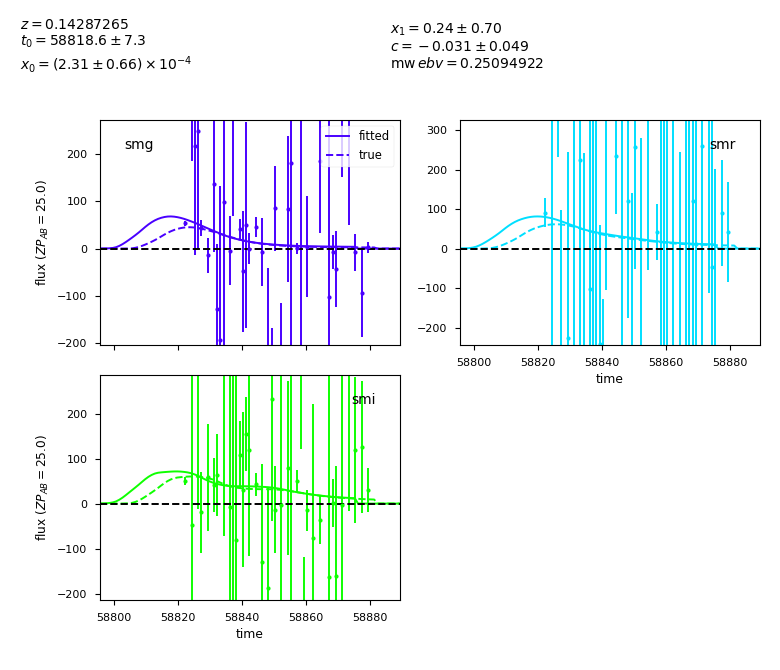 z = 0.14287265
t₀ = 58818.6 ± 7.3
x₀ = (2.31 ± 0.66) × 10⁻⁴
x₁ = 0.24 ± 0.70
c = −0.031 ± 0.049
mw ebv = 0.25094922
smg
fitted
true
200
100
0
−100
−200
flux (ZP_AB = 25.0)
smr
300
200
100
0
−100
−200
58800 58820 58840 58860 58880
time
smi
200
100
0
−100
−200
flux (ZP_AB = 25.0)
58800 58820 58840 58860 58880
time